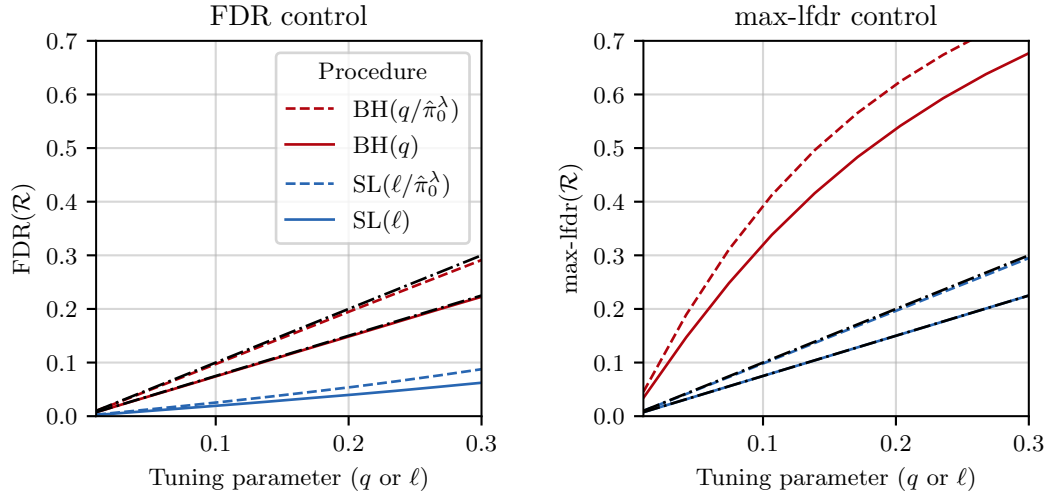 FDR control
FDR(ℛ)
0.7
0.6
0.5
0.4
0.3
0.2
0.1
0.0
Procedure
BH(q/π̂₀^λ)
BH(q)
SL(ℓ/π̂₀^λ)
SL(ℓ)
0.1 0.2 0.3
Tuning parameter (q or ℓ)
max-lfdr control
max-lfdr(ℛ)
0.7
0.6
0.5
0.4
0.3
0.2
0.1
0.0
0.1 0.2 0.3
Tuning parameter (q or ℓ)